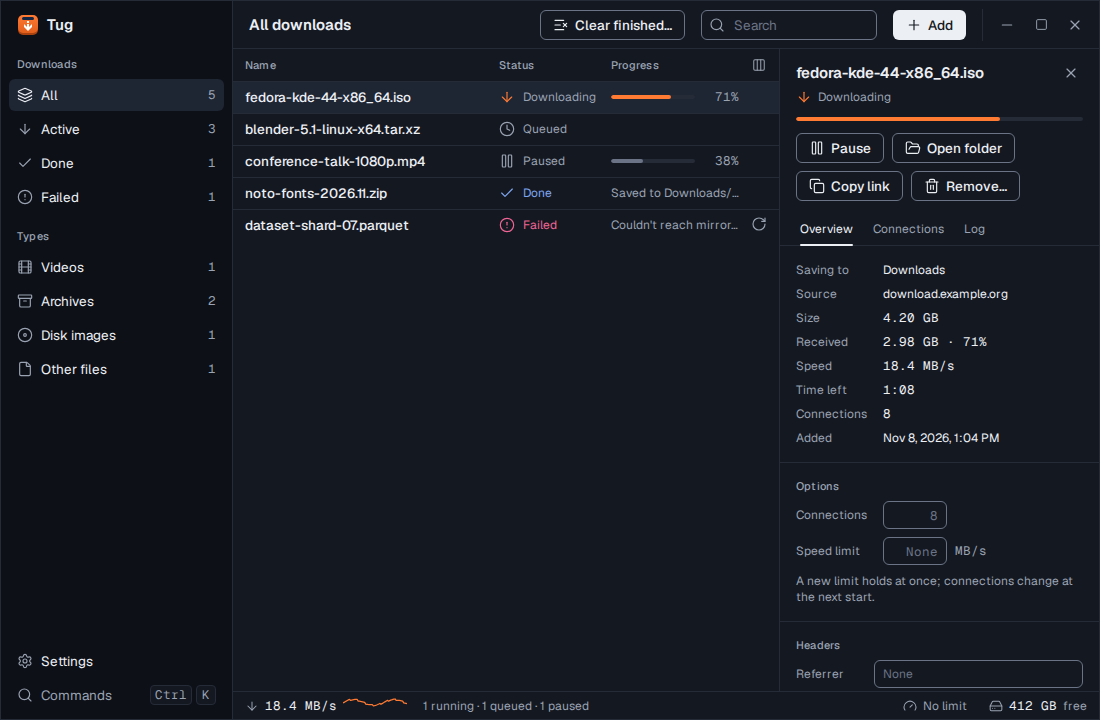 Tug
Downloads
All 5
Active 3
Done 1
Failed 1
Types
Videos 1
Archives 2
Disk images 1
Other files 1
Settings
Commands Ctrl K
All downloads
Clear finished…
Search
Add
Name Status Progress
fedora-kde-44-x86_64.iso Downloading 71%
blender-5.1-linux-x64.tar.xz Queued
conference-talk-1080p.mp4 Paused 38%
noto-fonts-2026.11.zip Done Saved to Downloads/…
dataset-shard-07.parquet Failed Couldn't reach mirror…
fedora-kde-44-x86_64.iso
Downloading
Pause
Open folder
Copy link
Remove…
Overview Connections Log
Saving to Downloads
Source download.example.org
Size 4.20 GB
Received 2.98 GB · 71%
Speed 18.4 MB/s
Time left 1:08
Connections 8
Added Nov 8, 2026, 1:04 PM
Options
Connections 8
Speed limit None MB/s
A new limit holds at once; connections change at
the next start.
Headers
Referrer None
18.4 MB/s 1 running · 1 queued · 1 paused No limit 412 GB free